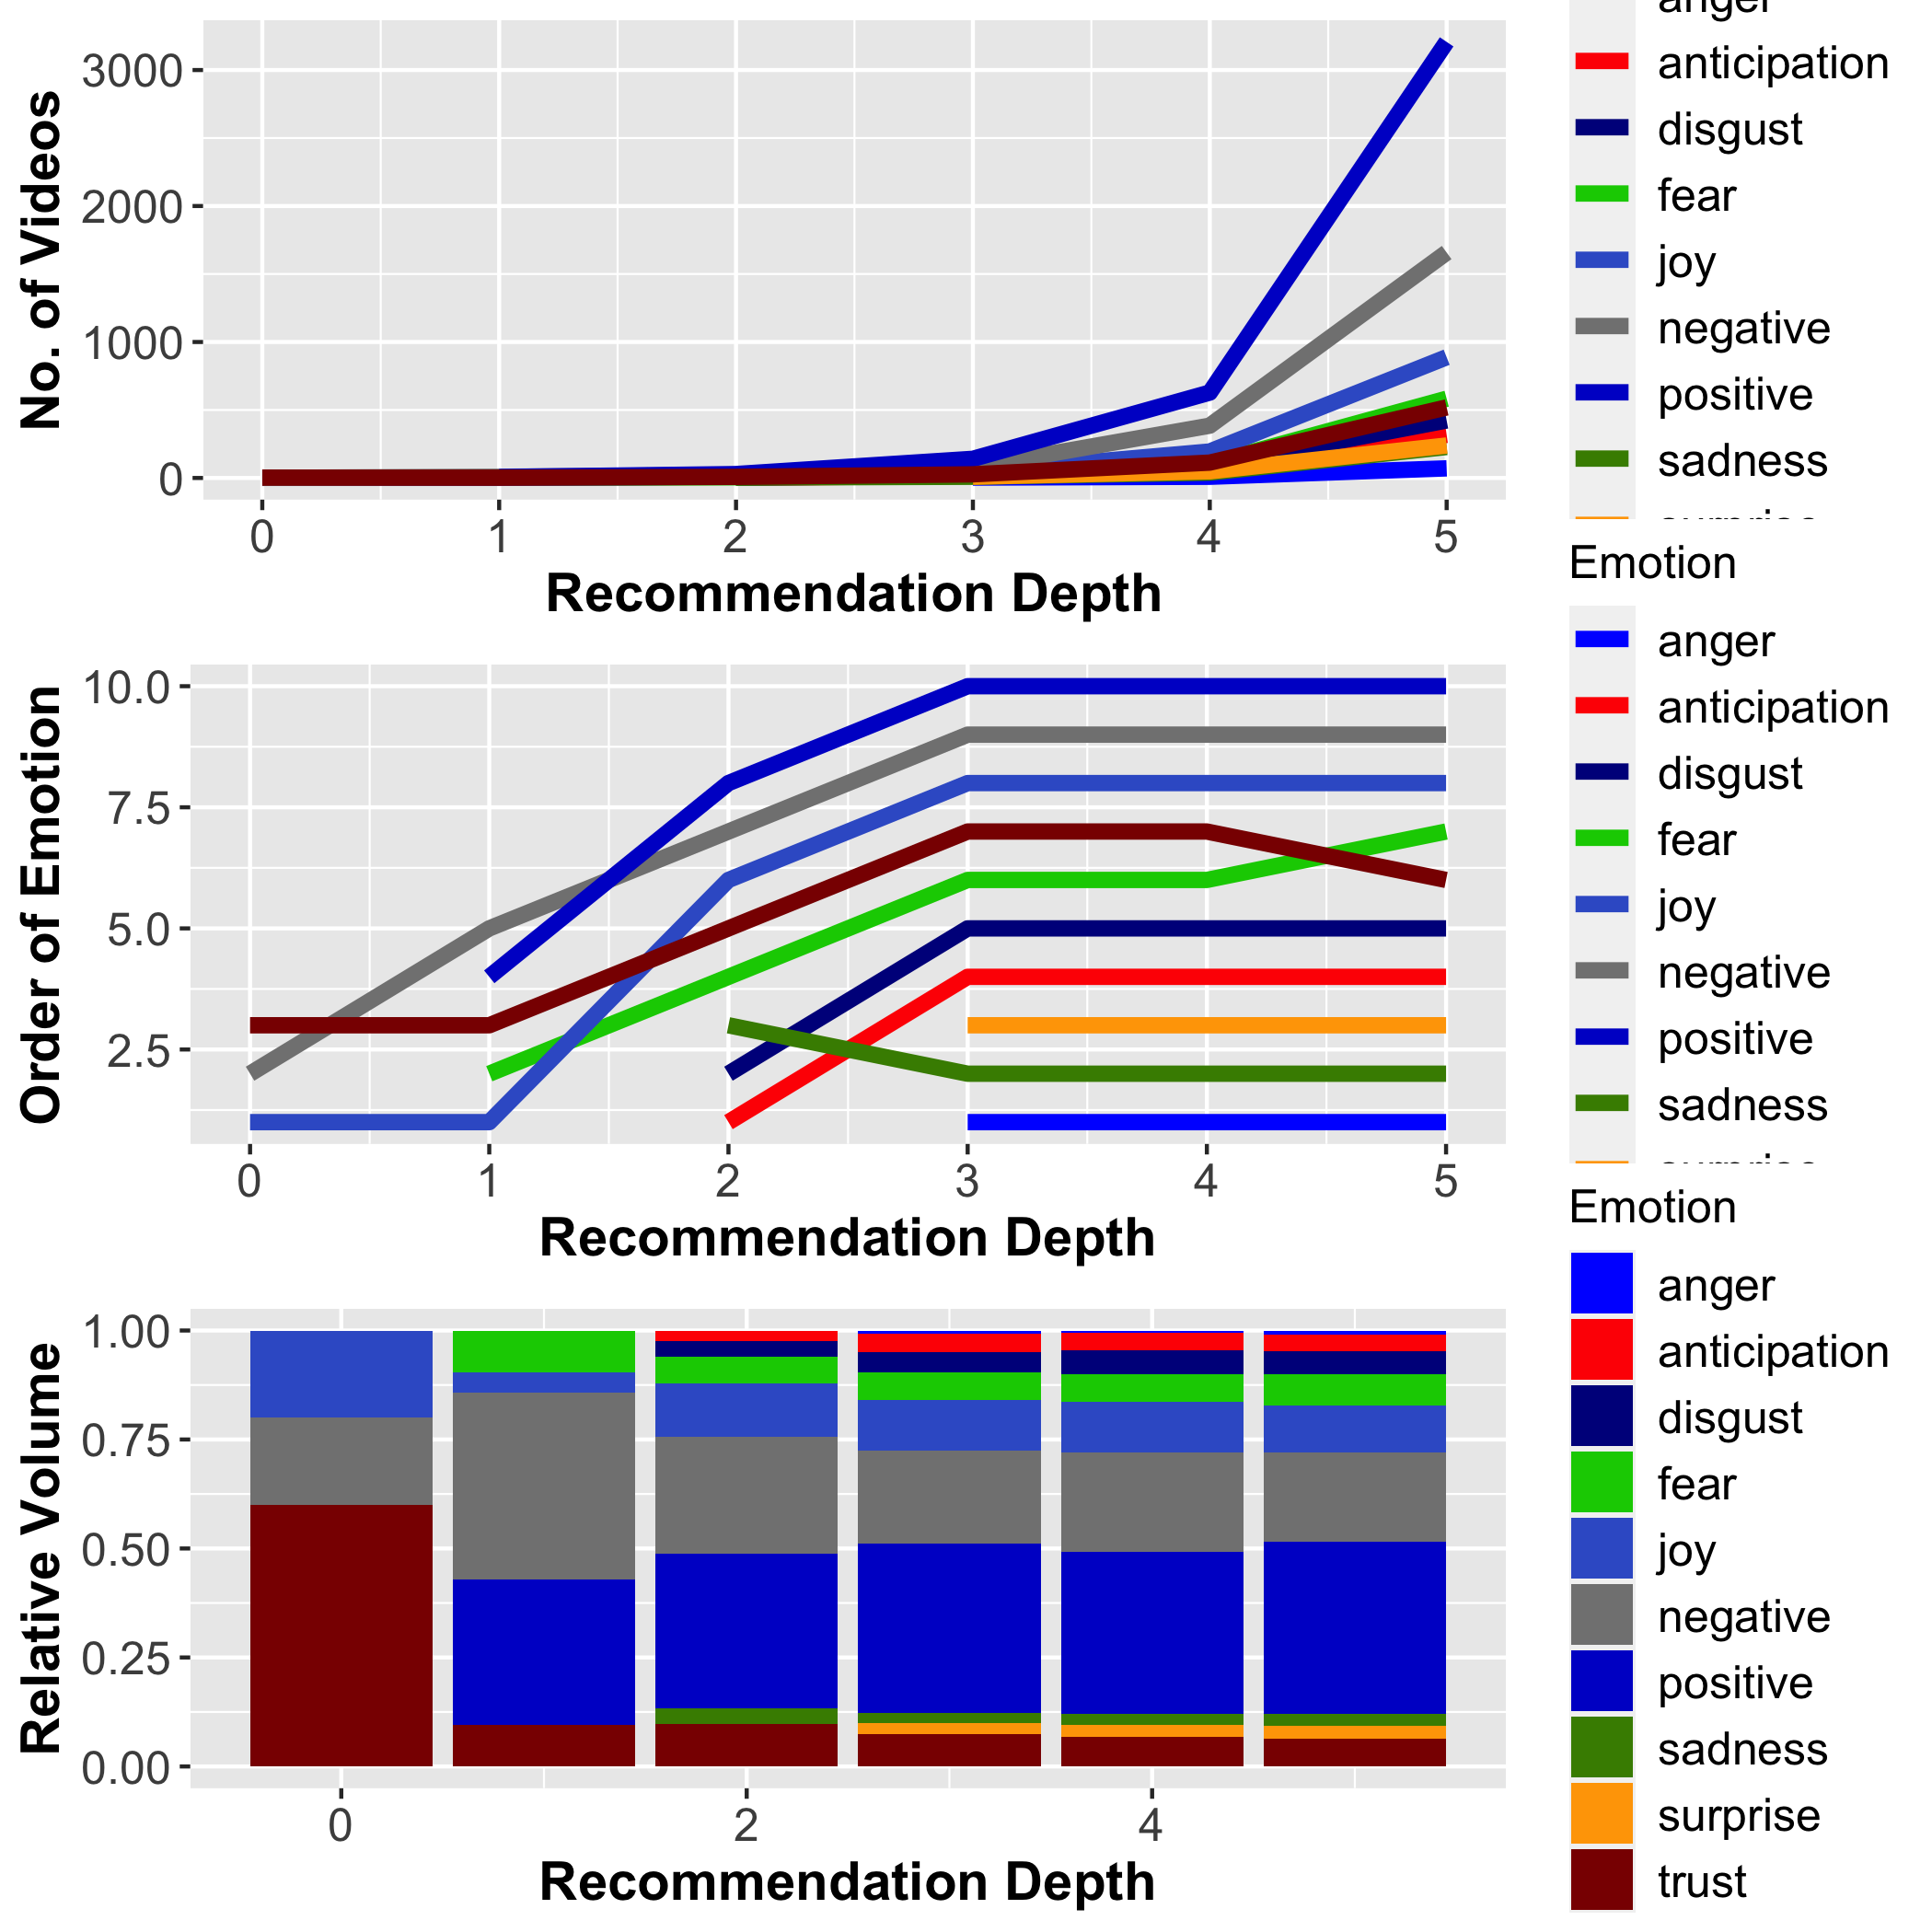 3000
2000
1000
0
No. of Videos
0 1 2 3 4 5
Recommendation Depth
anger
anticipation
disgust
fear
joy
negative
positive
sadness
10.0
7.5
5.0
2.5
Order of Emotion
0 1 2 3 4 5
Recommendation Depth
Emotion
anger
anticipation
disgust
fear
joy
negative
positive
sadness
1.00
0.75
0.50
0.25
0.00
Relative Volume
0 2 4
Recommendation Depth
Emotion
anger
anticipation
disgust
fear
joy
negative
positive
sadness
surprise
trust